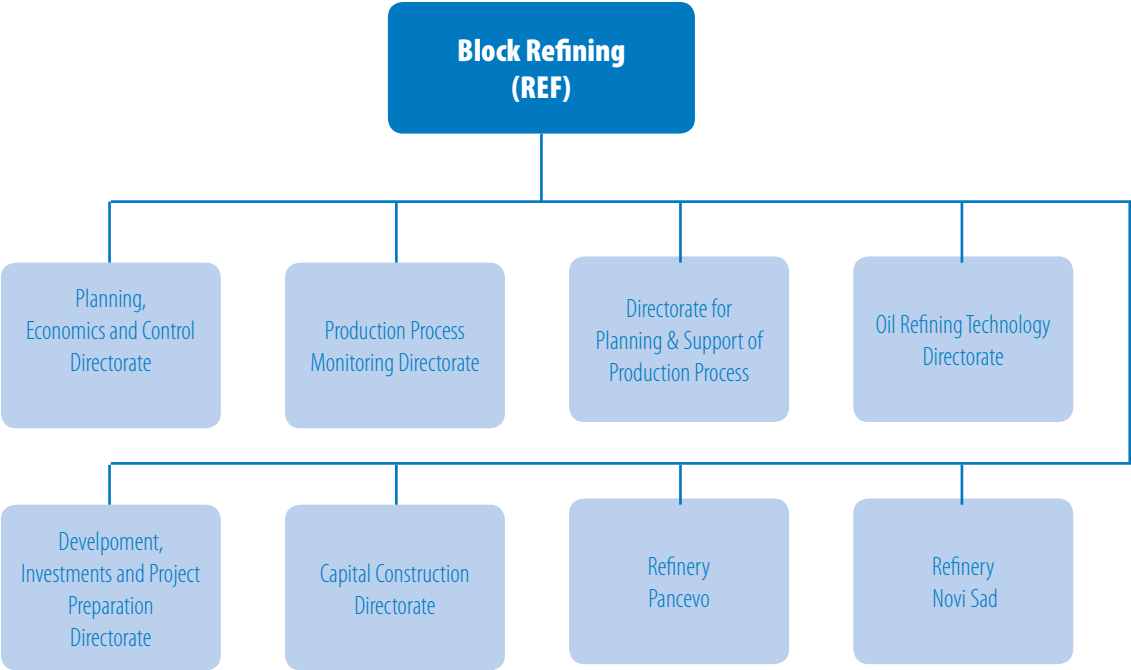 Block Refining
(REF)
Planning,
Economics and Control
Directorate
Production Process
Monitoring Directorate
Directorate for
Planning & Support of
Production Process
Oil Refining Technology
Directorate
Develpoment,
Investments and Project
Preparation
Directorate
Capital Construction
Directorate
Refinery
Pancevo
Refinery
Novi Sad